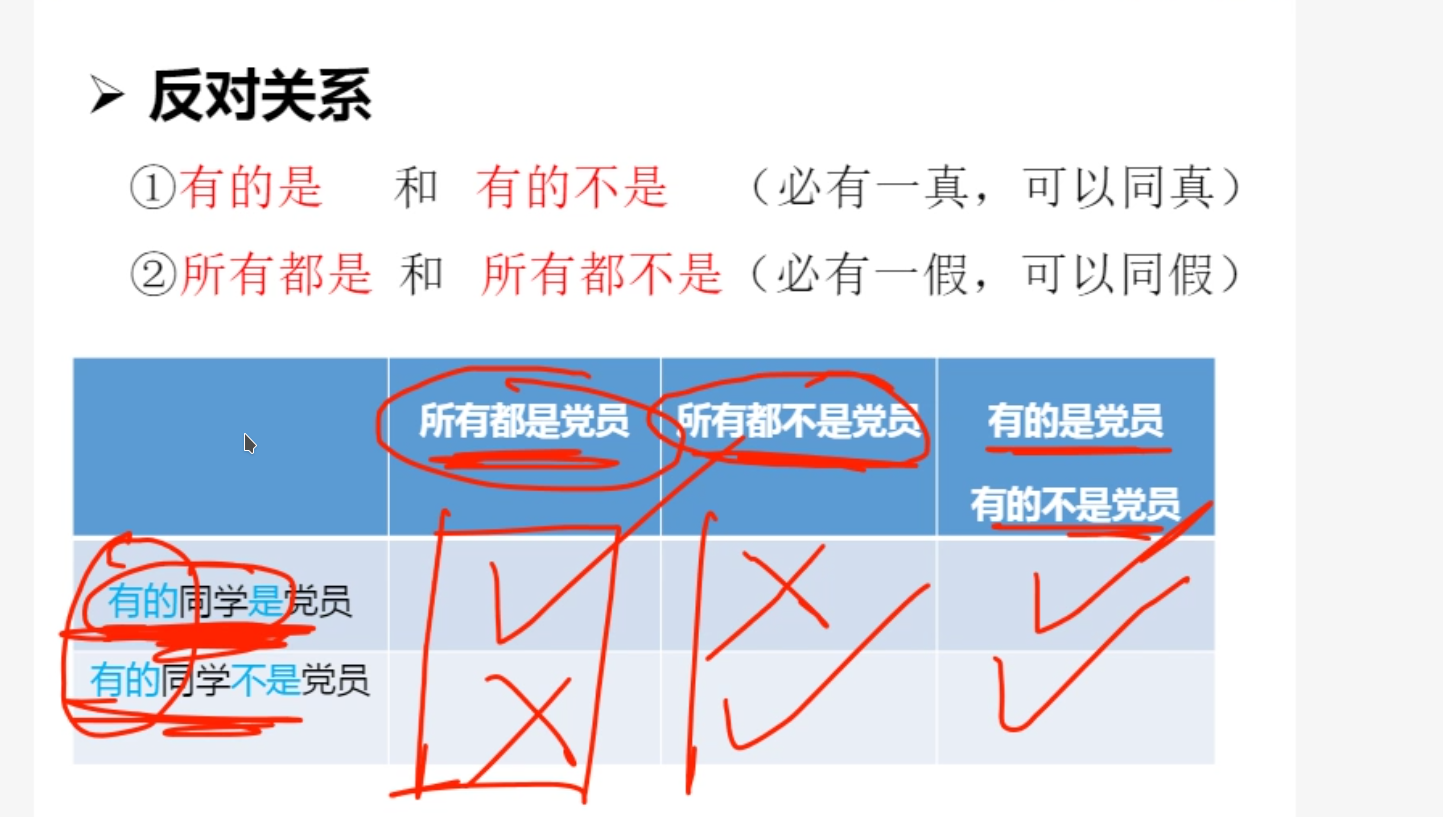 ➢ 反对关系
①有的是 和 有的不是 （必有一真，可以同真）
②所有都是 和 所有都不是（必有一假，可以同假）
所有都是党员 所有都不是党员 有的是党员
有的不是党员
有的同学是党员 ✓ ✗ ✓
有的同学不是党员 ✗ ✓ ✓